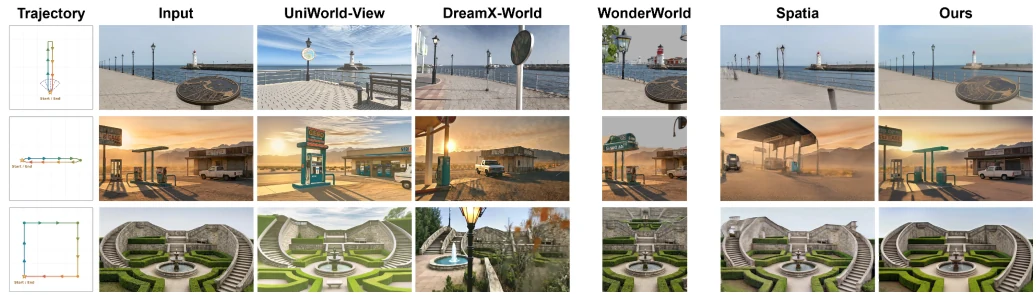 Trajectory Input UniWorld-View DreamX-World WonderWorld Spatia Ours
Start / End
Start / End
Start / End